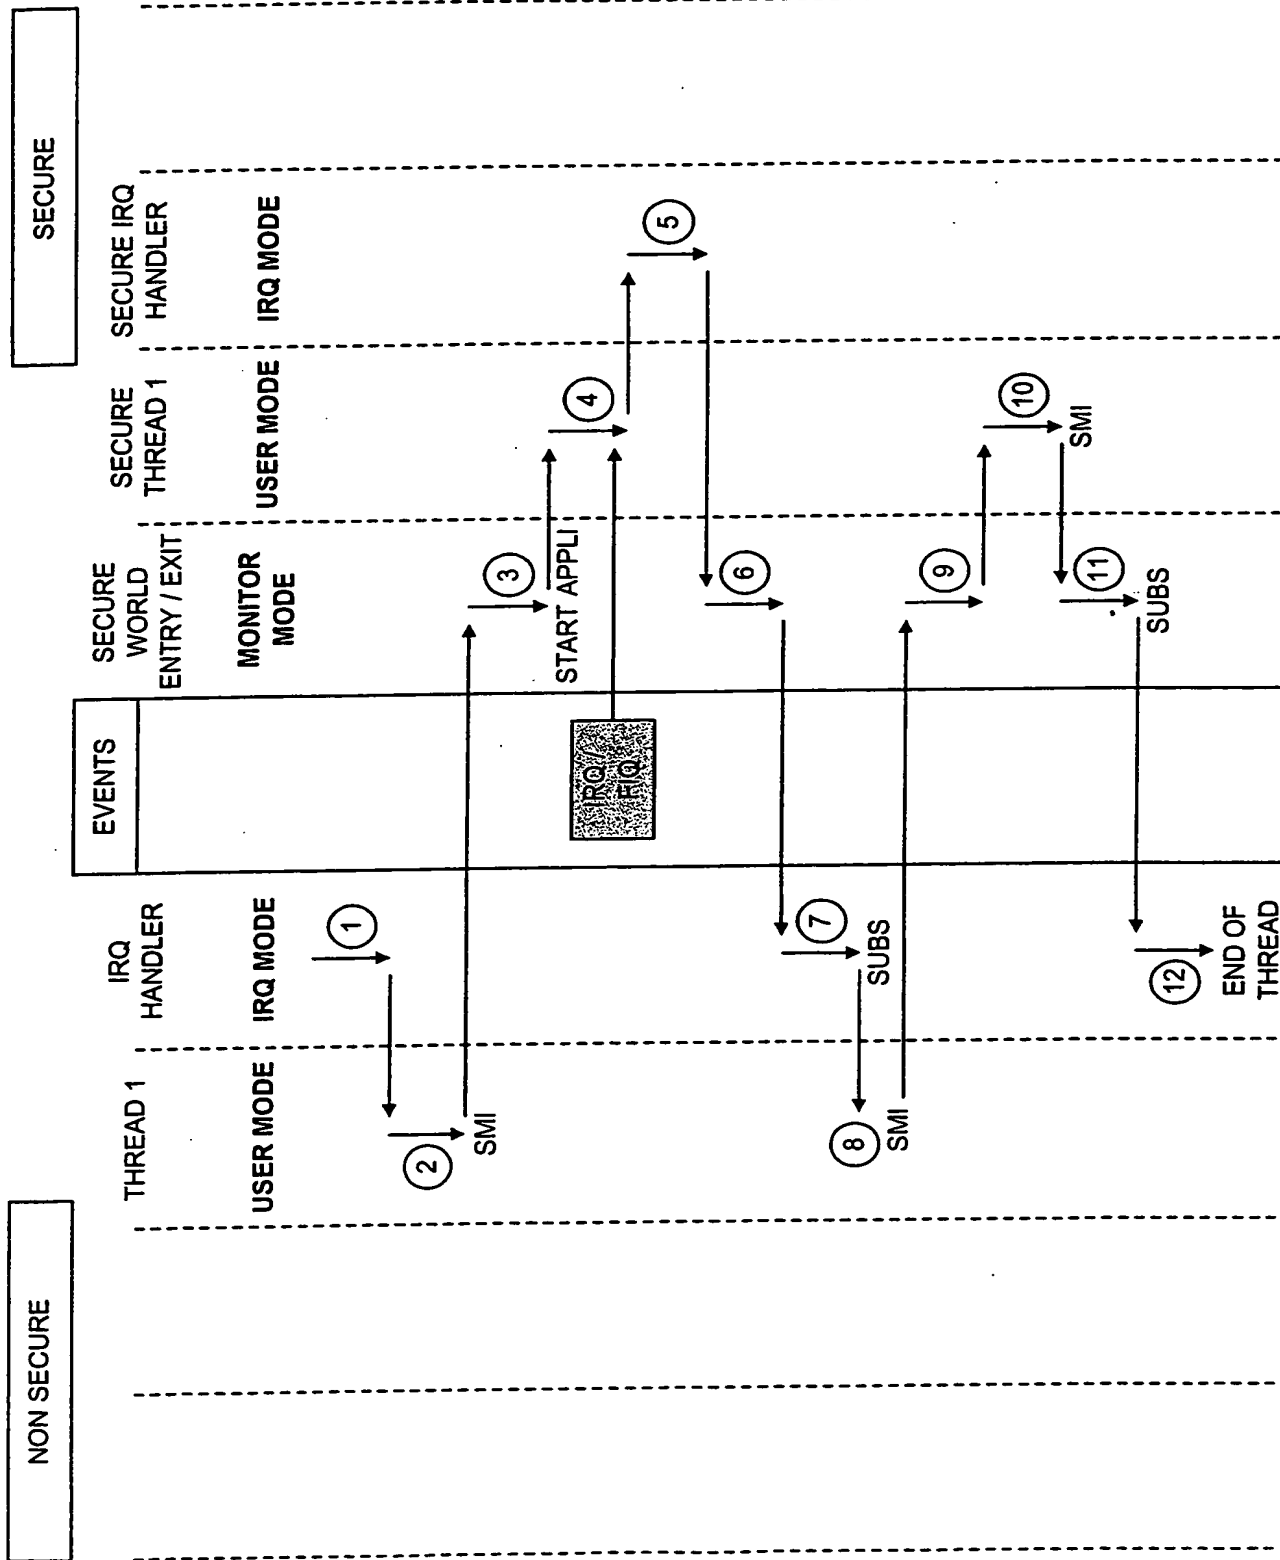 NON SECURE
SECURE
EVENTS
THREAD 1
IRQ
HANDLER
SECURE
WORLD
ENTRY / EXIT
SECURE
THREAD 1
SECURE IRQ
HANDLER
USER MODE
IRQ MODE
MONITOR
MODE
USER MODE
IRQ MODE
1
2
SMI
3
START APPLI
4
IRQ /
FIQ
5
6
7
SUBS
8
SMI
9
10
SMI
11
SUBS
12
END OF
THREAD